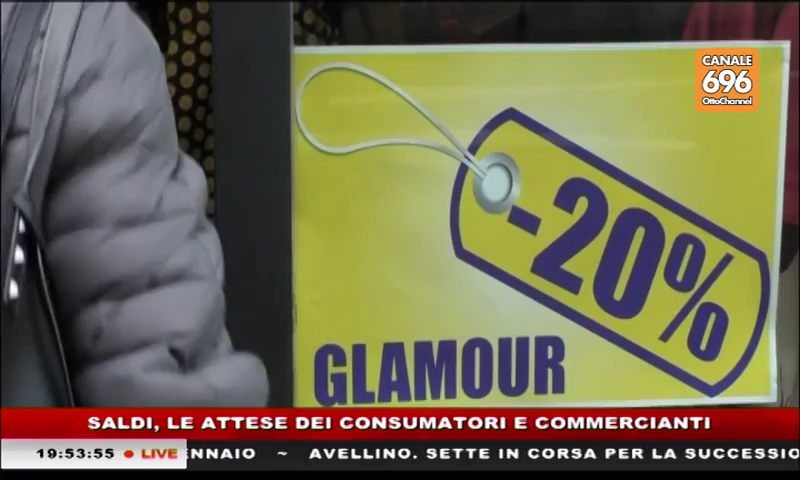 CANALE
696
OttoChannel
-20%
GLAMOUR
SALDI, LE ATTESE DEI CONSUMATORI E COMMERCIANTI
19:53:55 ● LIVE ENNAIO ~ AVELLINO. SETTE IN CORSA PER LA SUCCESSIO